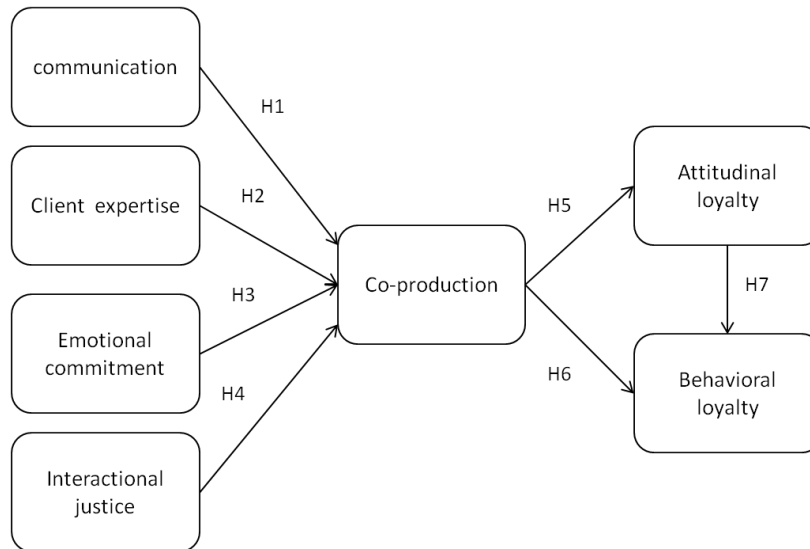 communication
H1
Client expertise
H2
H3
Emotional
commitment
H4
Interactional
justice
Co-production
H5
H6
Attitudinal
loyalty
H7
Behavioral
loyalty